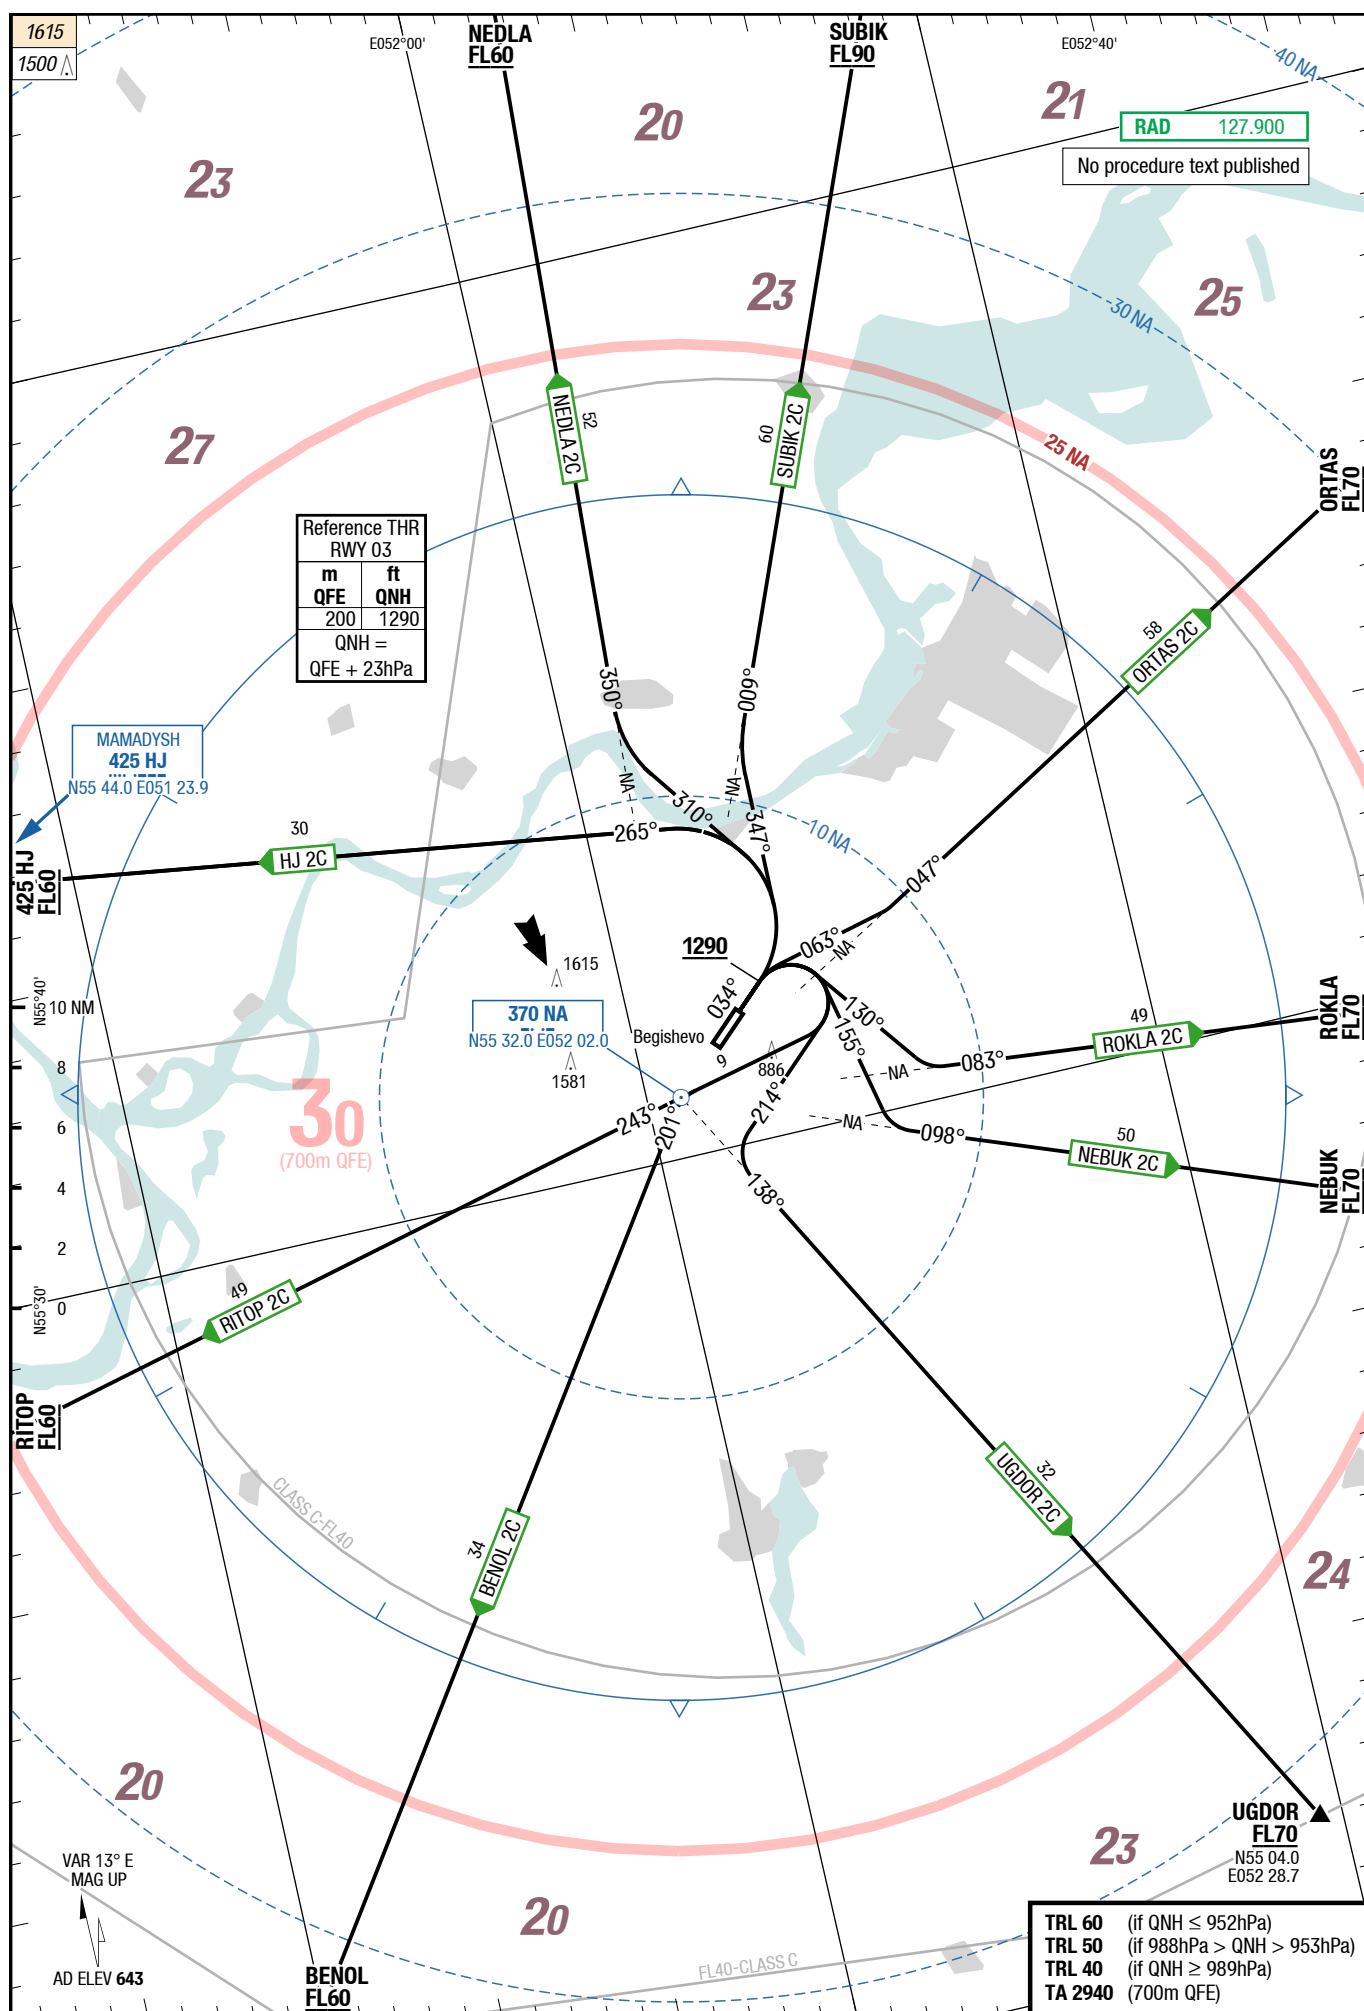 1615
1500
NEDLA
FL60
SUBIK
FL90
E052°00'
E052°40'
40 NA
21
20
23
RAD 127.900
No procedure text published
23
25
30 NA
27
25 NA
52
NEDLA 2C
60
SUBIK 2C
ORTAS
FL70
Reference THR
RWY 03
m ft
QFE QNH
200 1290
QNH =
QFE + 23hPa
58
ORTAS 2C
350°
009°
MAMADYSH
425 HJ
N55 44.0 E051 23.9
NA
NA
310°
347°
10 NA
30
265°
HJ 2C
425 HJ
FL60
047°
063°
NA
1290
1615
034°
N55°40'
10 NM
370 NA
N55 32.0 E052 02.0
Begishevo
9
886
1581
130°
155°
49
ROKLA 2C
ROKLA
FL70
083°
NA
8
30
(700m QFE)
6
243°
201°
214°
NA
098°
50
NEBUK 2C
NEBUK
FL70
4
138°
2
49
RITOP 2C
N55°30'
0
RITOP
FL60
CLASS C-FL40
34
BENOL 2C
32
UGDOR 2C
24
20
UGDOR
FL70
N55 04.0
E052 28.7
23
VAR 13° E
MAG UP
20
AD ELEV 643
BENOL
FL60
FL40-CLASS C
TRL 60 (if QNH ≤ 952hPa)
TRL 50 (if 988hPa > QNH > 953hPa)
TRL 40 (if QNH ≥ 989hPa)
TA 2940 (700m QFE)